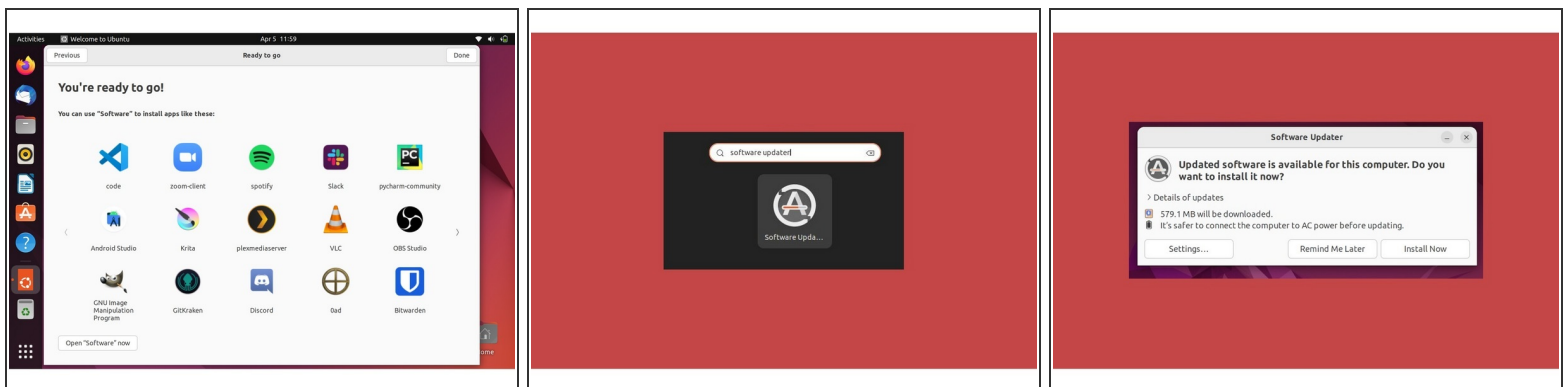 Activities
Welcome to Ubuntu
Apr 5 11:59
Previous
Ready to go
Done
You're ready to go!
You can use "Software" to install apps like these:
code
zoom-client
spotify
Slack
pycharm-community
Android Studio
Krita
plexmediaserver
VLC
OBS Studio
GNU Image
Manipulation
Program
GitKraken
Discord
0ad
Bitwarden
Open "Software" now
ome
software updater
Software Upda...
Software Updater
Updated software is available for this computer. Do you
want to install it now?
Details of updates
579.1 MB will be downloaded.
It's safer to connect the computer to AC power before updating.
Settings...
Remind Me Later
Install Now